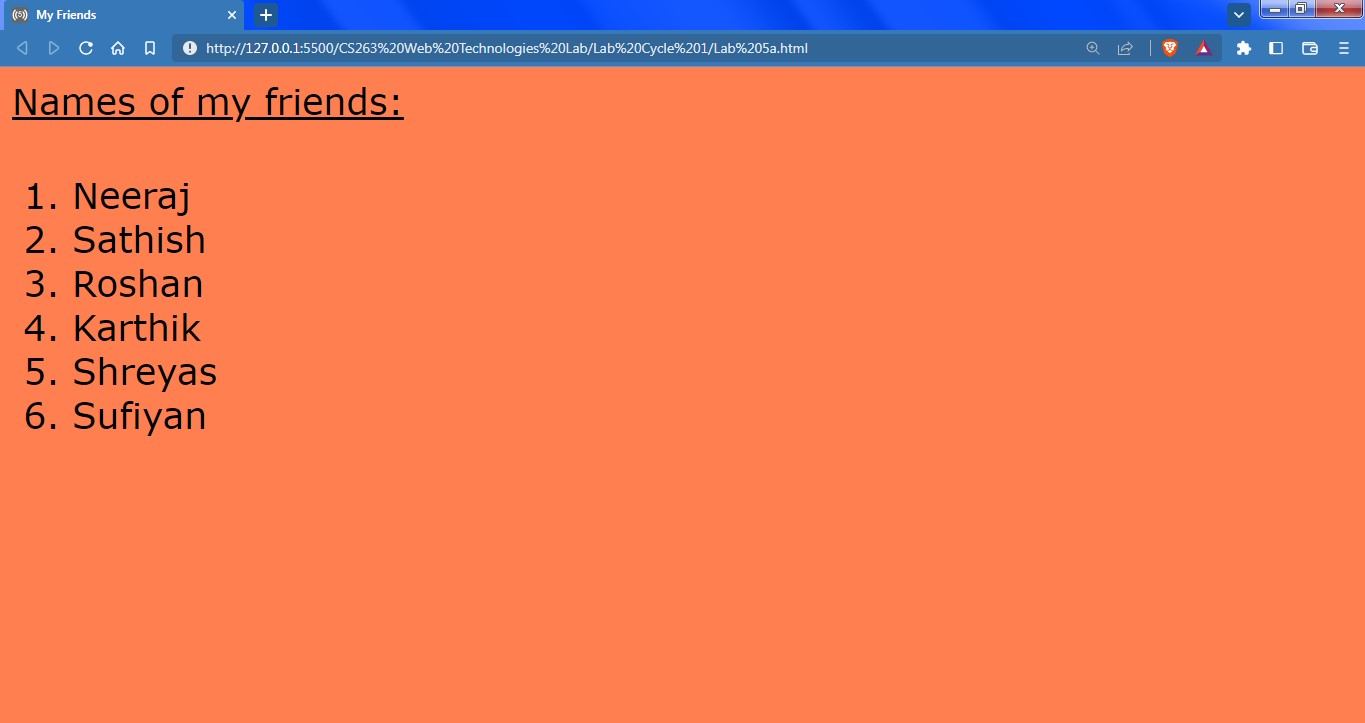 My Friends
http://127.0.0.1:5500/CS263%20Web%20Technologies%20Lab/Lab%20Cycle%201/Lab%205a.html
Names of my friends:
1. Neeraj
2. Sathish
3. Roshan
4. Karthik
5. Shreyas
6. Sufiyan